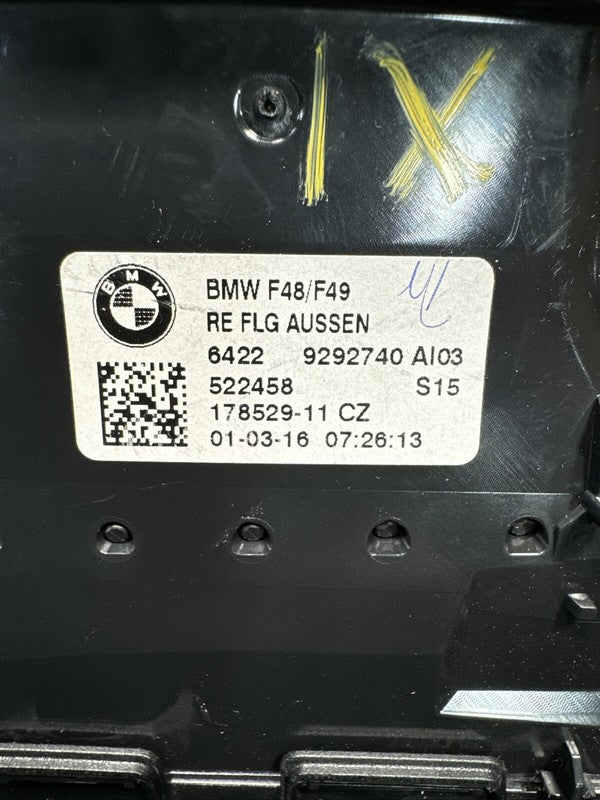 IX
BMW
BMW F48/F49
RE FLG AUSSEN
6422 9292740 AI03
522458 S15
178529-11 CZ
01-03-16 07:26:13